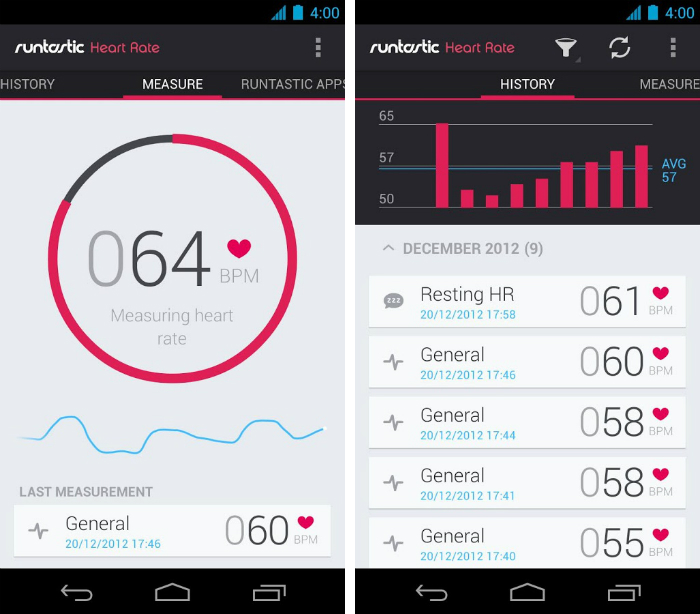 4:00
runtastic Heart Rate
HISTORY MEASURE RUNTASTIC APPS
064
BPM
Measuring heart
rate
LAST MEASUREMENT
General
20/12/2012 17:46
060
BPM
4:00
runtastic Heart Rate
HISTORY MEASURE
65
57
50
AVG
57
DECEMBER 2012 (9)
zzz
Resting HR
20/12/2012 17:58
061
BPM
General
20/12/2012 17:46
060
BPM
General
20/12/2012 17:44
058
BPM
General
20/12/2012 17:41
058
BPM
General
20/12/2012 17:40
055
BPM